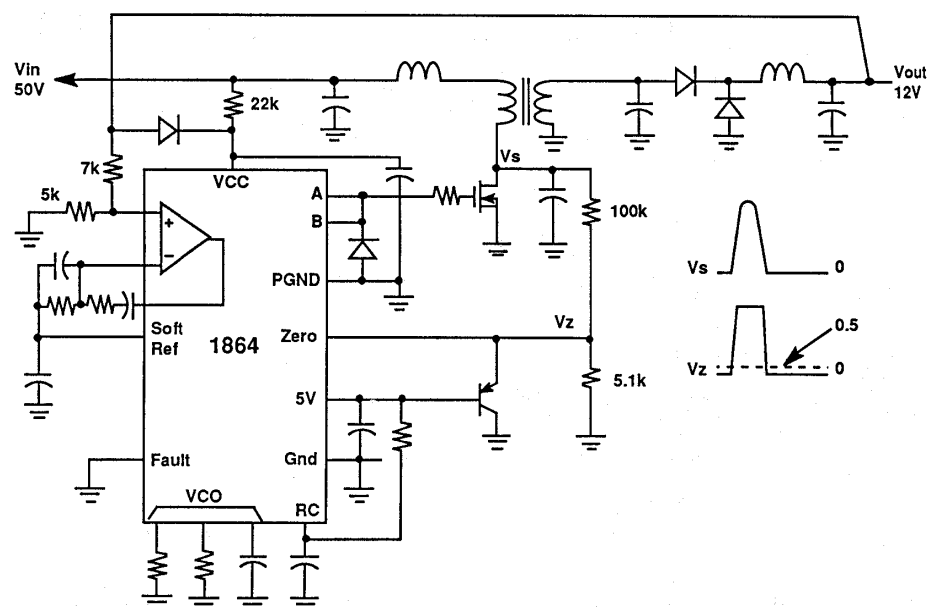 Vin
50V
22k
Vout
12V
7k
VCC
Vs
5k
A
B
100k
+
−
PGND
Vs
0
Soft
Ref
1864
Zero
Vz
0.5
Vz
0
5.1k
5V
Fault
Gnd
VCO
RC